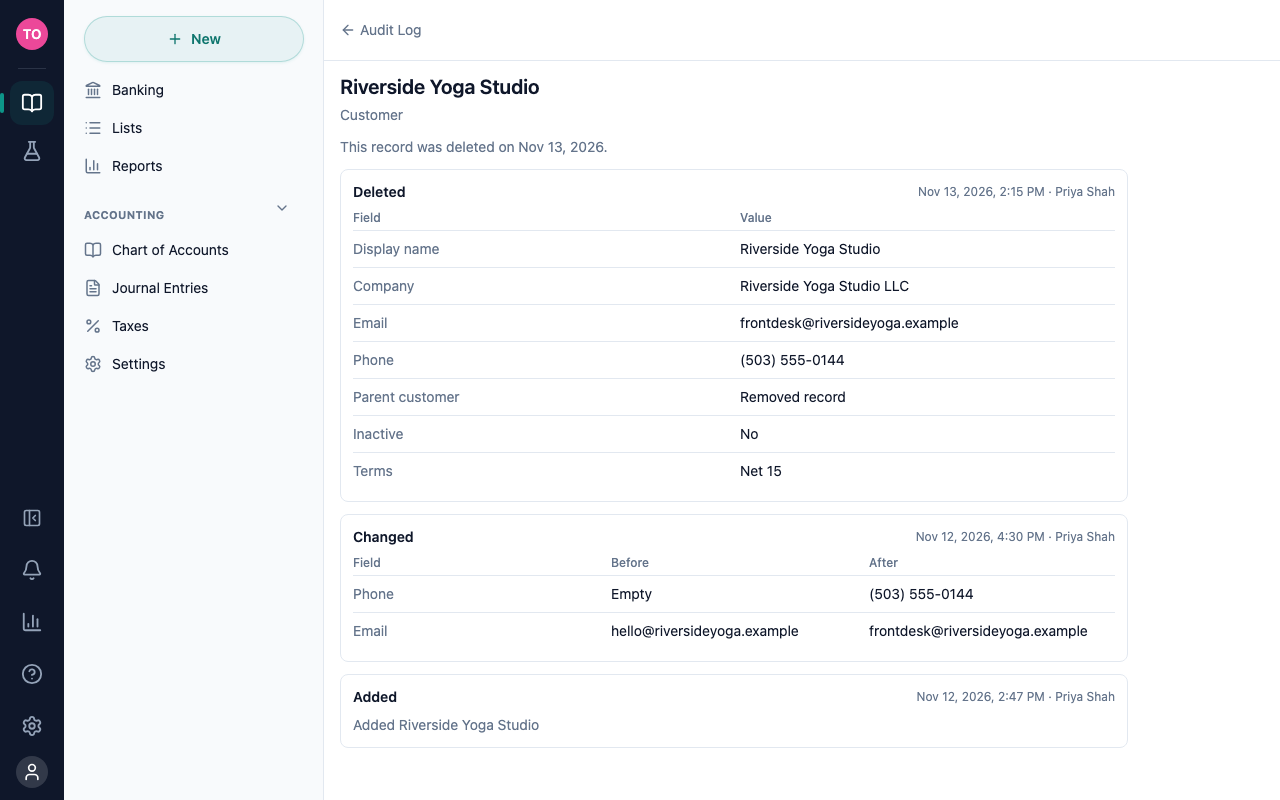 TO
+ New
Banking
Lists
Reports
ACCOUNTING
Chart of Accounts
Journal Entries
Taxes
Settings
← Audit Log
Riverside Yoga Studio
Customer
This record was deleted on Nov 13, 2026.
Deleted Nov 13, 2026, 2:15 PM · Priya Shah
Field Value
Display name Riverside Yoga Studio
Company Riverside Yoga Studio LLC
Email frontdesk@riversideyoga.example
Phone (503) 555-0144
Parent customer Removed record
Inactive No
Terms Net 15
Changed Nov 12, 2026, 4:30 PM · Priya Shah
Field Before After
Phone Empty (503) 555-0144
Email hello@riversideyoga.example frontdesk@riversideyoga.example
Added Nov 12, 2026, 2:47 PM · Priya Shah
Added Riverside Yoga Studio